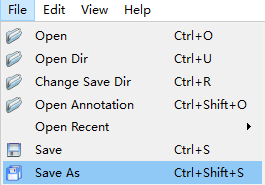 File Edit View Help
Open Ctrl+O
Open Dir Ctrl+U
Change Save Dir Ctrl+R
Open Annotation Ctrl+Shift+O
Open Recent
Save Ctrl+S
Save As Ctrl+Shift+S